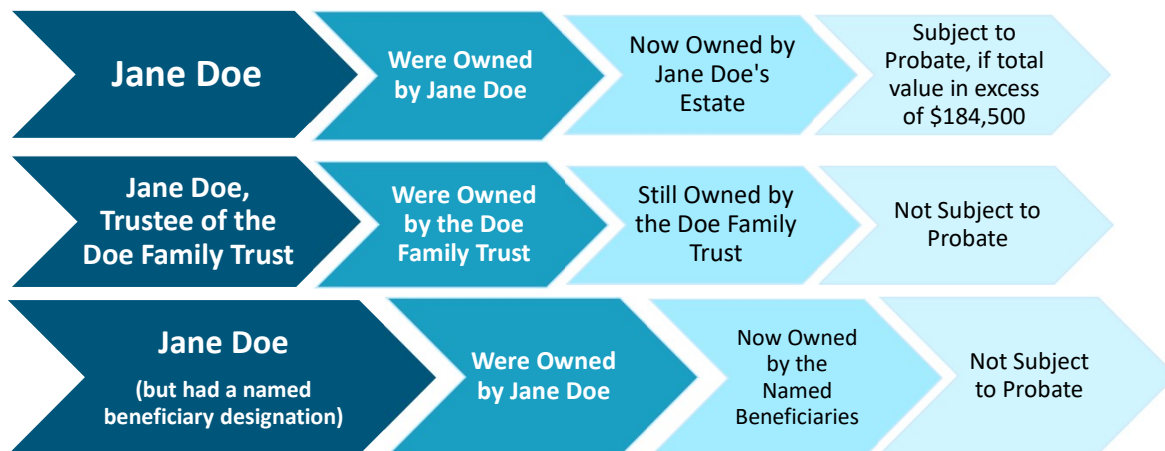 Jane Doe
Were Owned
by Jane Doe
Now Owned by
Jane Doe's
Estate
Subject to
Probate, if total
value in excess
of $184,500
Jane Doe,
Trustee of the
Doe Family Trust
Were Owned
by the Doe
Family Trust
Still Owned by
the Doe Family
Trust
Not Subject to
Probate
Jane Doe
(but had a named
beneficiary designation)
Were Owned
by Jane Doe
Now Owned
by the
Named
Beneficiaries
Not Subject
to Probate